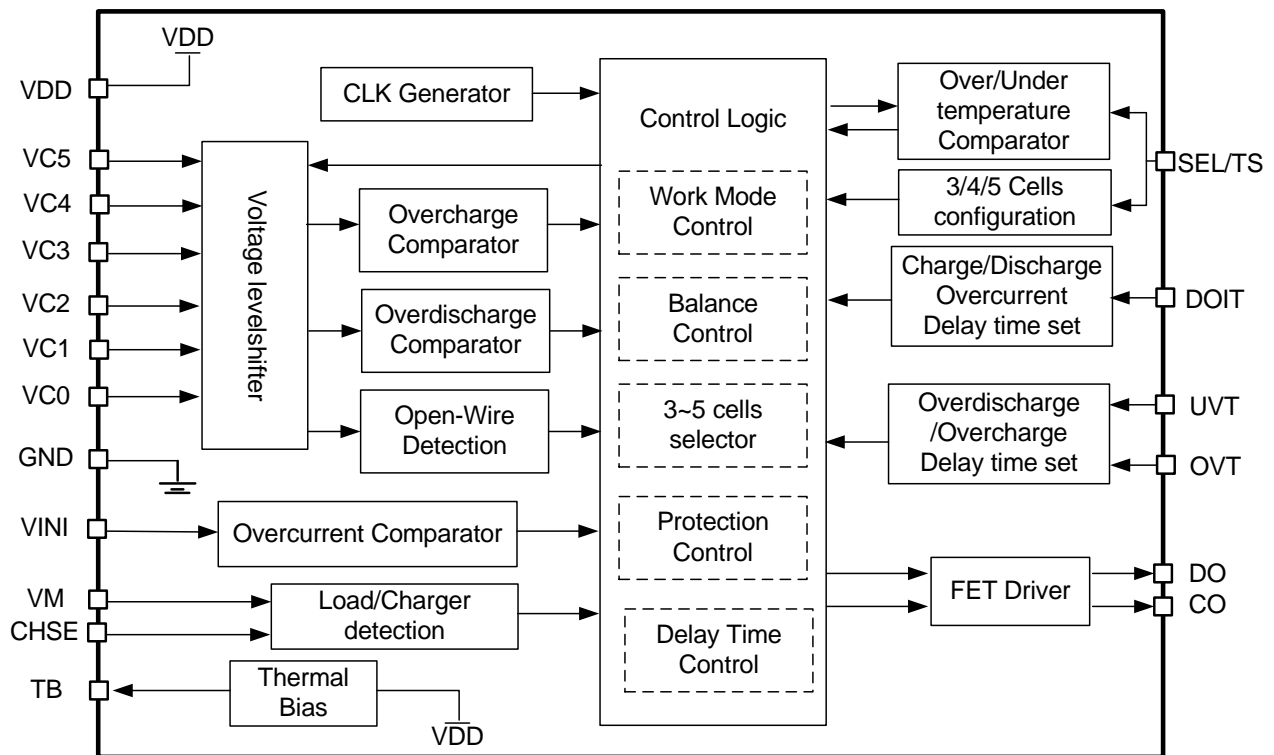 VDD
VDD
VC5
VC4
VC3
VC2
VC1
VC0
GND
VINI
VM
CHSE
TB
Voltage levelshifter
CLK Generator
Overcharge
Comparator
Overdischarge
Comparator
Open-Wire
Detection
Overcurrent Comparator
Load/Charger
detection
Thermal
Bias
VDD
Control Logic
Work Mode
Control
Balance
Control
3~5 cells
selector
Protection
Control
Delay Time
Control
Over/Under
temperature
Comparator
3/4/5 Cells
configuration
Charge/Discharge
Overcurrent
Delay time set
Overdischarge
/Overcharge
Delay time set
FET Driver
SEL/TS
DOIT
UVT
OVT
DO
CO